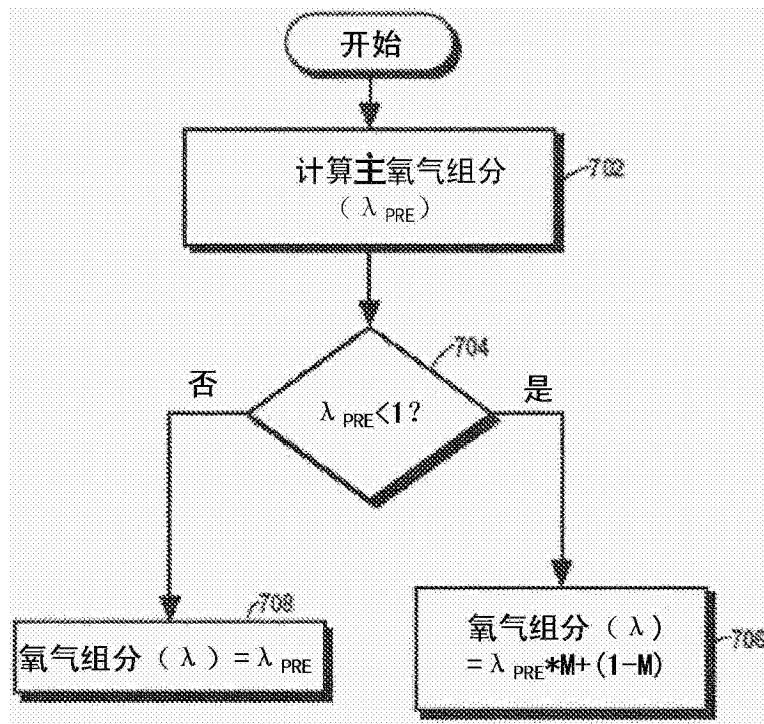 开始
计算主氧气组分
（λ PRE）
702
704
否
是
λ PRE<1?
708
氧气组分（λ）=λ PRE
氧气组分（λ）
=λ PRE*M+(1-M)
706